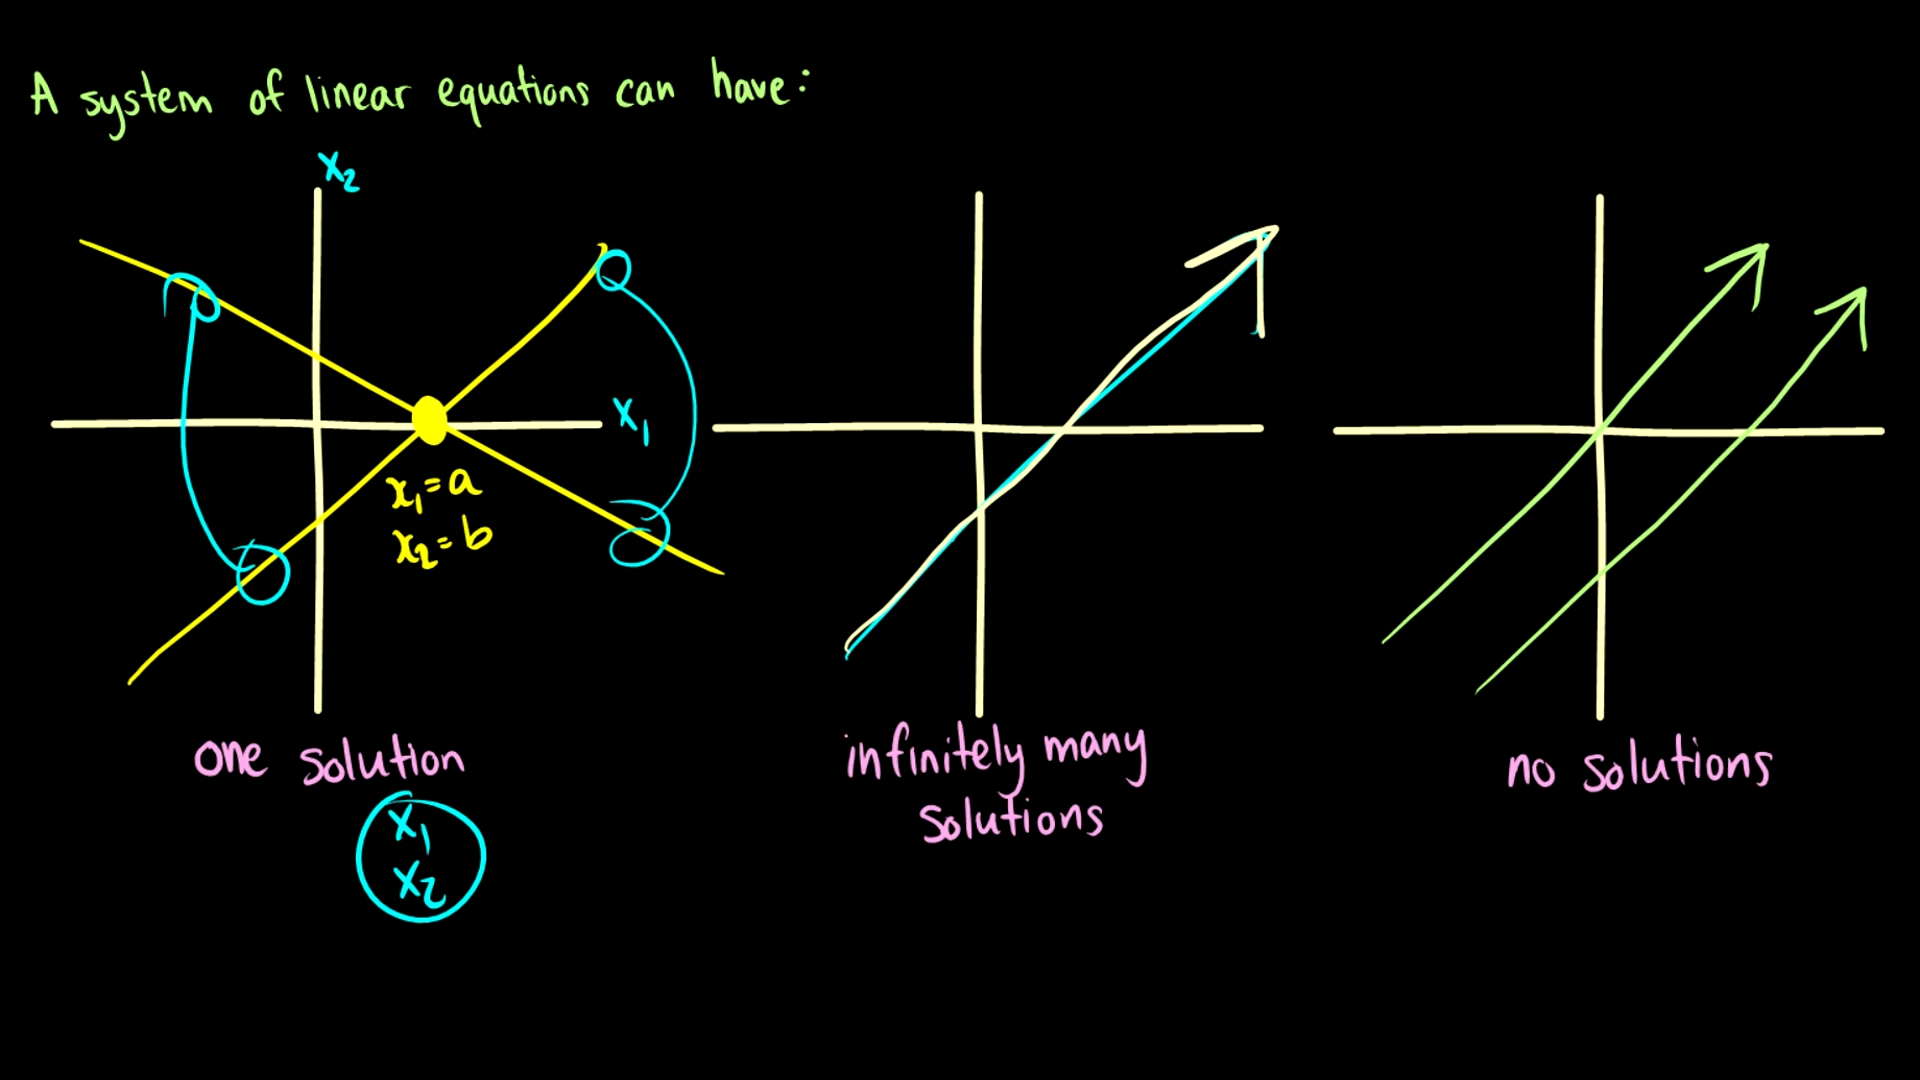 A system of linear equations can have:
x₂
x₁
x₁=a
x₂=b
one solution
x₁
x₂
infinitely many
solutions
no solutions